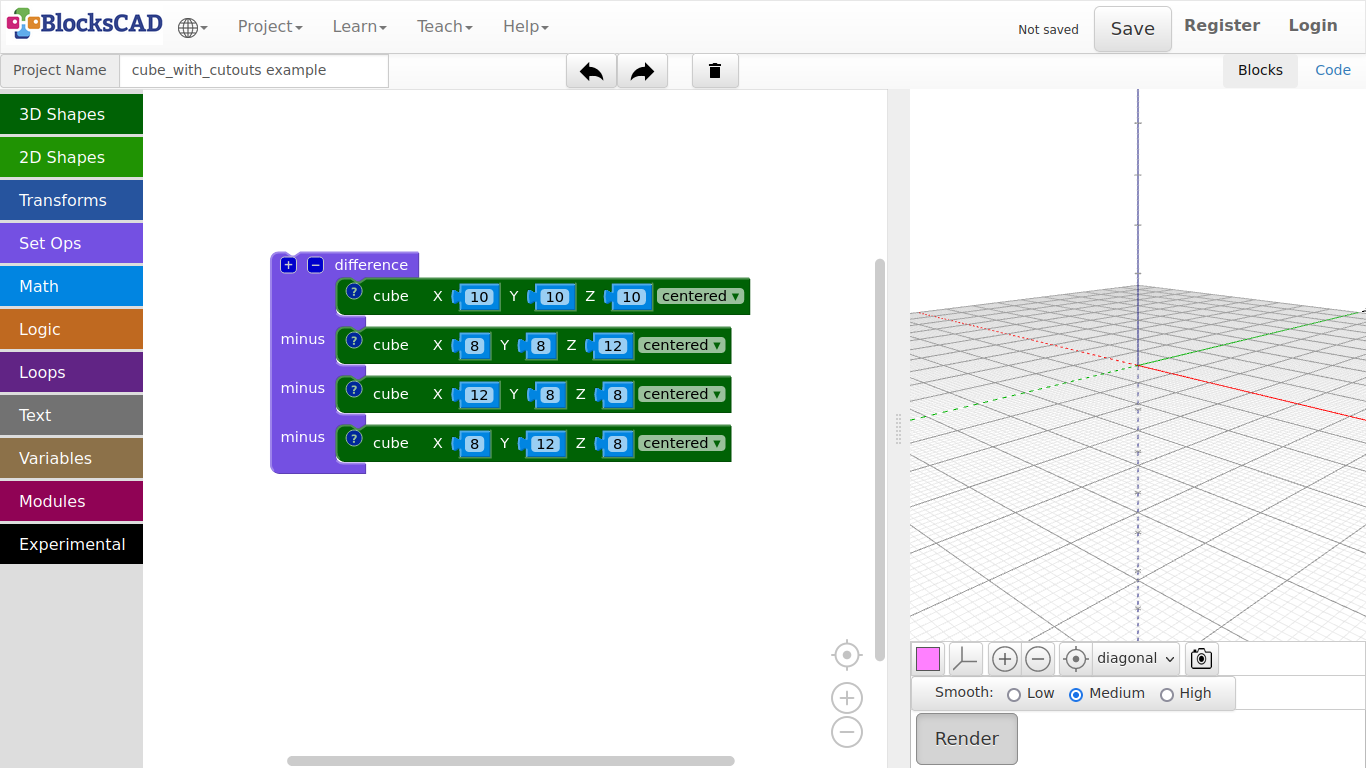 BlocksCAD Project Learn Teach Help Not saved Save Register Login
Project Name cube_with_cutouts example Blocks Code
3D Shapes
2D Shapes
Transforms
Set Ops
Math
Logic
Loops
Text
Variables
Modules
Experimental
+ − difference
? cube X 10 Y 10 Z 10 centered ▾
minus ? cube X 8 Y 8 Z 12 centered ▾
minus ? cube X 12 Y 8 Z 8 centered ▾
minus ? cube X 8 Y 12 Z 8 centered ▾
diagonal
Smooth: Low Medium High
Render